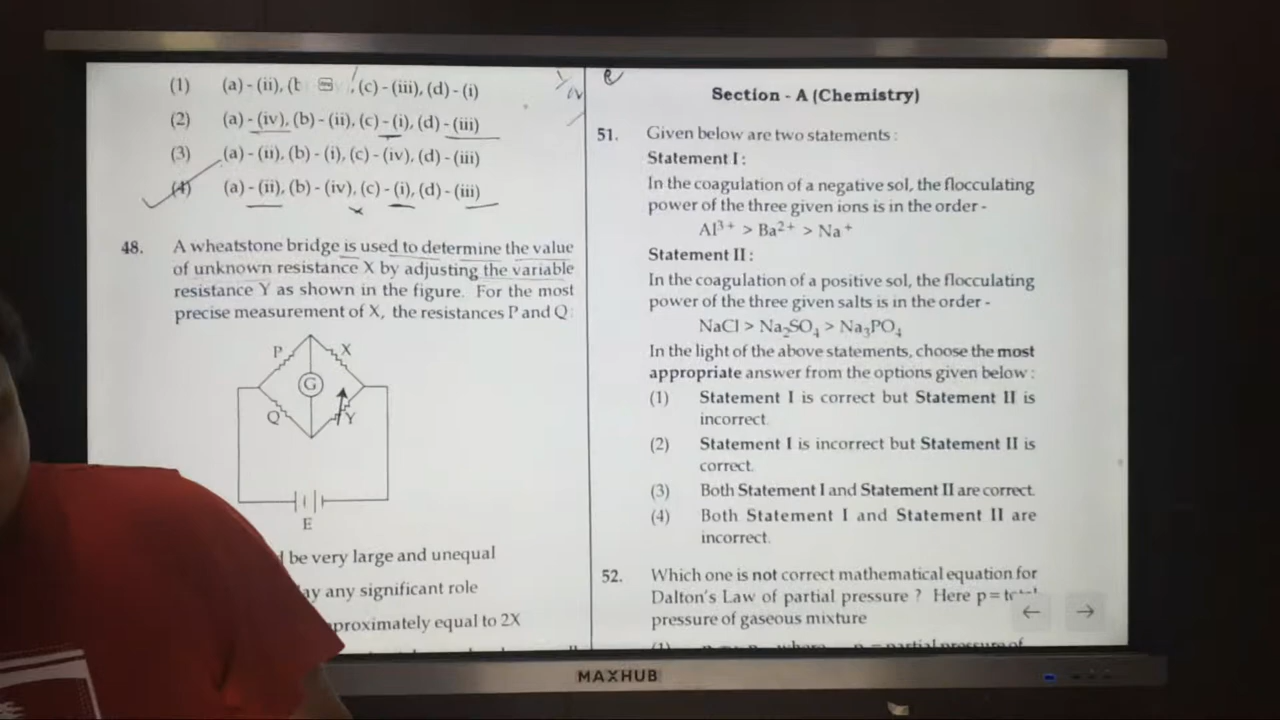 (1) (a) - (ii), (b (c) - (iii), (d) - (i)
(2) (a) - (iv), (b) - (ii), (c) - (i), (d) - (iii)
(3) (a) - (ii), (b) - (i), (c) - (iv), (d) - (iii)
(4) (a) - (ii), (b) - (iv), (c) - (i), (d) - (iii)
48. A wheatstone bridge is used to determine the value
of unknown resistance X by adjusting the variable
resistance Y as shown in the figure. For the most
precise measurement of X, the resistances P and Q :
P X
G
Q Y
E
be very large and unequal
any significant role
proximately equal to 2X
Section - A (Chemistry)
51. Given below are two statements :
Statement I :
In the coagulation of a negative sol, the flocculating
power of the three given ions is in the order -
Al³⁺ > Ba²⁺ > Na⁺
Statement II :
In the coagulation of a positive sol, the flocculating
power of the three given salts is in the order -
NaCl > Na₂SO₄ > Na₃PO₄
In the light of the above statements, choose the most
appropriate answer from the options given below :
(1) Statement I is correct but Statement II is
incorrect.
(2) Statement I is incorrect but Statement II is
correct.
(3) Both Statement I and Statement II are correct.
(4) Both Statement I and Statement II are
incorrect.
52. Which one is not correct mathematical equation for
Dalton's Law of partial pressure ? Here p = total
pressure of gaseous mixture
MAXHUB